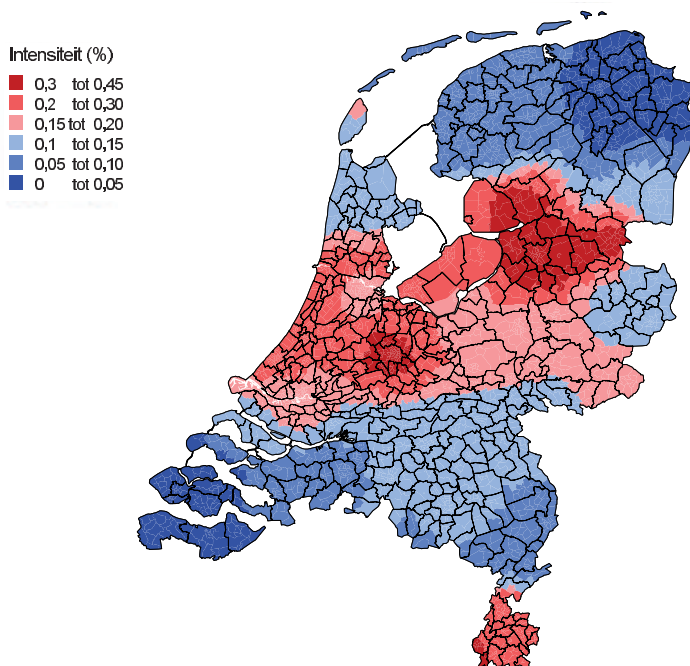 Intensiteit (%)
0,3 tot 0,45
0,2 tot 0,30
0,15 tot 0,20
0,1 tot 0,15
0,05 tot 0,10
0 tot 0,05